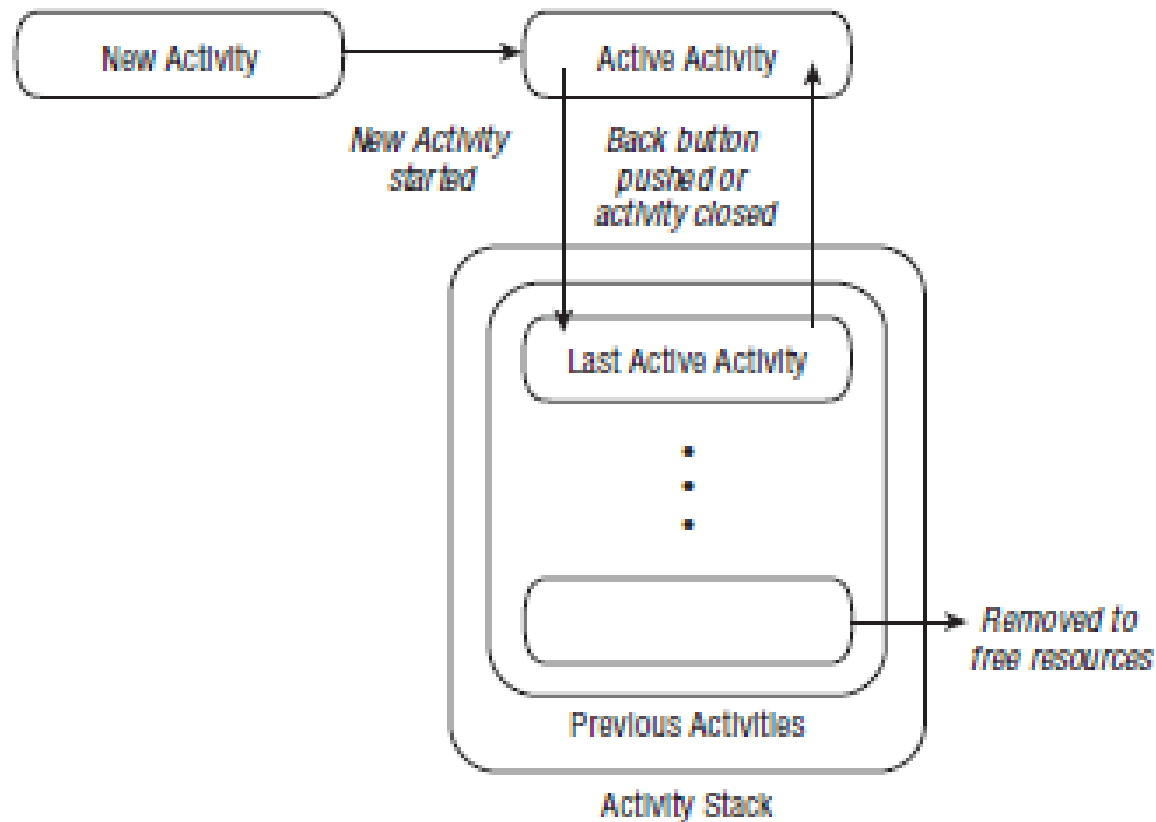 New Activity
Active Activity
New Activity
started
Back button
pushed or
activity closed
Last Active Activity
Removed to
free resources
Previous Activities
Activity Stack